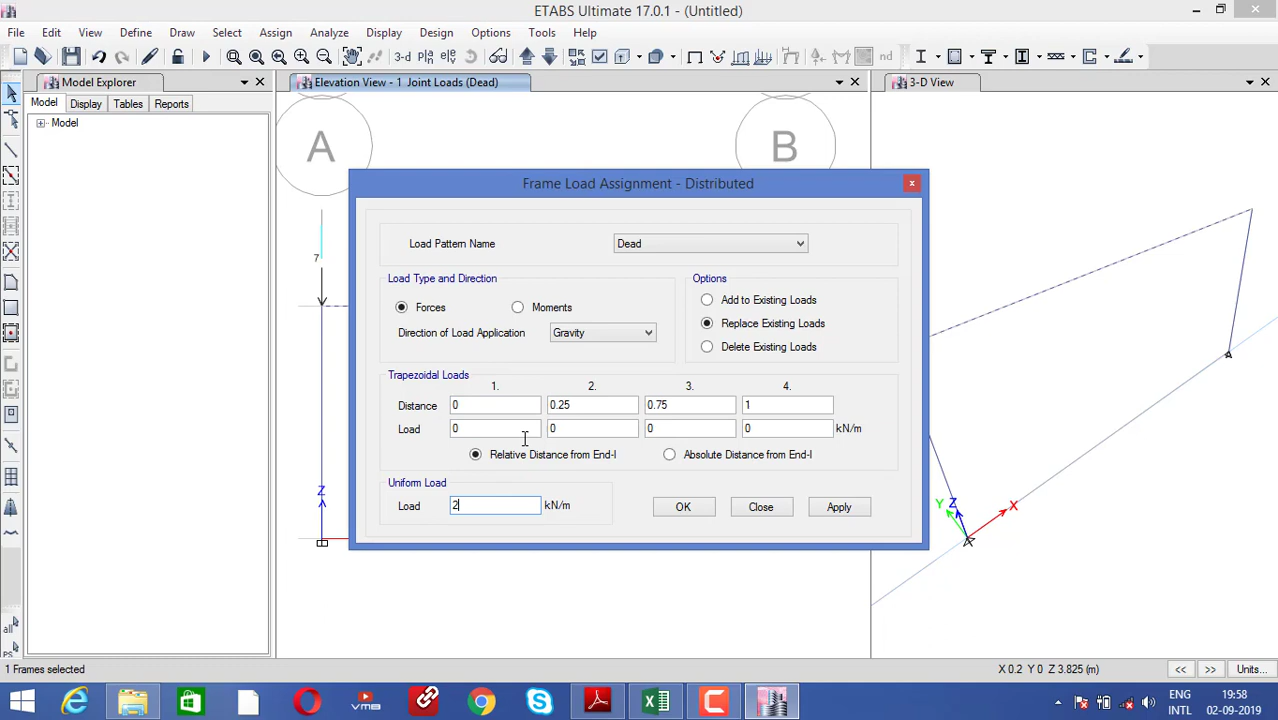 ETABS Ultimate 17.0.1 - (Untitled)
File Edit View Define Draw Select Assign Analyze Display Design Options Tools Help
3-d nd
Model Explorer
Elevation View - 1 Joint Loads (Dead)
3-D View
Model Display Tables Reports
Model
A
B
Frame Load Assignment - Distributed
Load Pattern Name
Dead
Load Type and Direction
Options
Forces
Moments
Add to Existing Loads
Direction of Load Application
Gravity
Replace Existing Loads
Delete Existing Loads
Trapezoidal Loads
1. 2. 3. 4.
Distance 0 0.25 0.75 1
Load 0 0 0 0 kN/m
Relative Distance from End-I
Absolute Distance from End-I
Uniform Load
Load 2 kN/m
OK Close Apply
7
Z
Y Z X
all
PS
1 Frames selected
X 0.2 Y 0 Z 3.825 (m)
<< >> Units...
VMB
ENG
INTL
19:58
02-09-2019